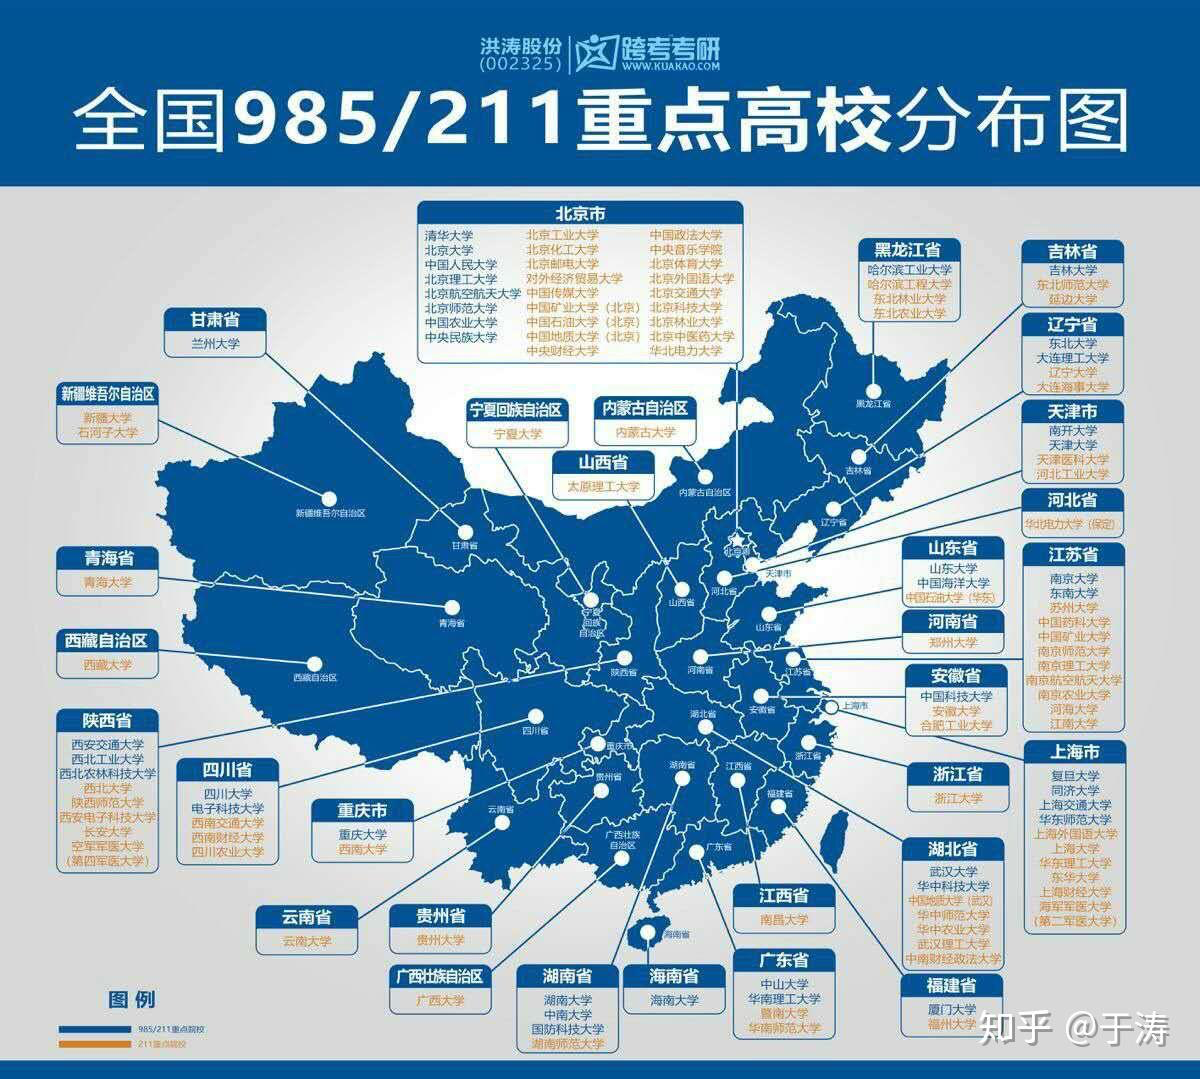 洪涛股份
(002325)
跨考考研
WWW.KUAKAO.COM
全国985/211重点高校分布图
北京市
清华大学
北京大学
中国人民大学
北京理工大学
北京航空航天大学
北京师范大学
中国农业大学
中央民族大学
北京工业大学
北京化工大学
北京邮电大学
对外经济贸易大学
中国传媒大学
中国矿业大学（北京）
中国石油大学（北京）
中国地质大学（北京）
中央财经大学
中国政法大学
中央音乐学院
北京体育大学
北京外国语大学
北京交通大学
北京科技大学
北京林业大学
北京中医药大学
华北电力大学
黑龙江省
哈尔滨工业大学
哈尔滨工程大学
东北林业大学
东北农业大学
吉林省
吉林大学
东北师范大学
延边大学
辽宁省
东北大学
大连理工大学
辽宁大学
大连海事大学
天津市
南开大学
天津大学
天津医科大学
河北工业大学
河北省
华北电力大学（保定）
甘肃省
兰州大学
新疆维吾尔自治区
新疆大学
石河子大学
宁夏回族自治区
宁夏大学
内蒙古自治区
内蒙古大学
山西省
太原理工大学
青海省
青海大学
西藏自治区
西藏大学
陕西省
西安交通大学
西北工业大学
西北农林科技大学
西北大学
陕西师范大学
西安电子科技大学
长安大学
空军军医大学
（第四军医大学）
四川省
四川大学
电子科技大学
西南交通大学
西南财经大学
四川农业大学
重庆市
重庆大学
西南大学
云南省
云南大学
贵州省
贵州大学
广西壮族自治区
广西大学
湖南省
湖南大学
中南大学
国防科技大学
湖南师范大学
海南省
海南大学
江西省
南昌大学
广东省
中山大学
华南理工大学
暨南大学
华南师范大学
山东省
山东大学
中国海洋大学
中国石油大学（华东）
河南省
郑州大学
安徽省
中国科技大学
安徽大学
合肥工业大学
浙江省
浙江大学
湖北省
武汉大学
华中科技大学
中国地质大学（武汉）
华中师范大学
华中农业大学
武汉理工大学
中南财经政法大学
福建省
厦门大学
福州大学
江苏省
南京大学
东南大学
苏州大学
中国药科大学
中国矿业大学
南京师范大学
南京理工大学
南京航空航天大学
南京农业大学
河海大学
江南大学
上海市
复旦大学
同济大学
上海交通大学
华东师范大学
上海外国语大学
上海大学
华东理工大学
东华大学
上海财经大学
海军军医大学
（第二军医大学）
黑龙江省
吉林省
内蒙古自治区
辽宁省
新疆维吾尔自治区
甘肃省
北京市
天津市
河北省
山西省
宁夏
回族
自治区
青海省
山东省
西藏自治区
陕西省
河南省
江苏省
安徽省
上海市
四川省
湖北省
重庆市
浙江省
湖南省
江西省
贵州省
福建省
云南省
广西壮族
自治区
广东省
海南省
图 例
985/211重点院校
211重点高校
知乎 @于涛